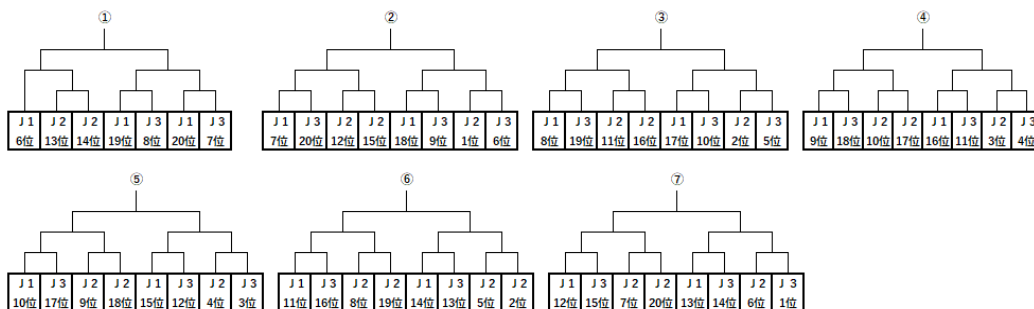 ① ② ③ ④
J1 J2 J2 J1 J3 J1 J3
6位 13位 14位 19位 8位 20位 7位
J1 J3 J2 J2 J1 J3 J2 J3
7位 20位 12位 15位 18位 9位 1位 6位
J1 J3 J2 J2 J1 J3 J2 J3
8位 19位 11位 16位 17位 10位 2位 5位
J1 J3 J2 J2 J1 J3 J2 J3
9位 18位 10位 17位 16位 11位 3位 4位
⑤ ⑥ ⑦
J1 J3 J2 J2 J1 J3 J2 J3
10位 17位 9位 18位 15位 12位 4位 3位
J1 J3 J2 J2 J1 J3 J2 J2
11位 16位 8位 19位 14位 13位 5位 2位
J1 J3 J2 J2 J1 J3 J2 J3
12位 15位 7位 20位 13位 14位 6位 1位